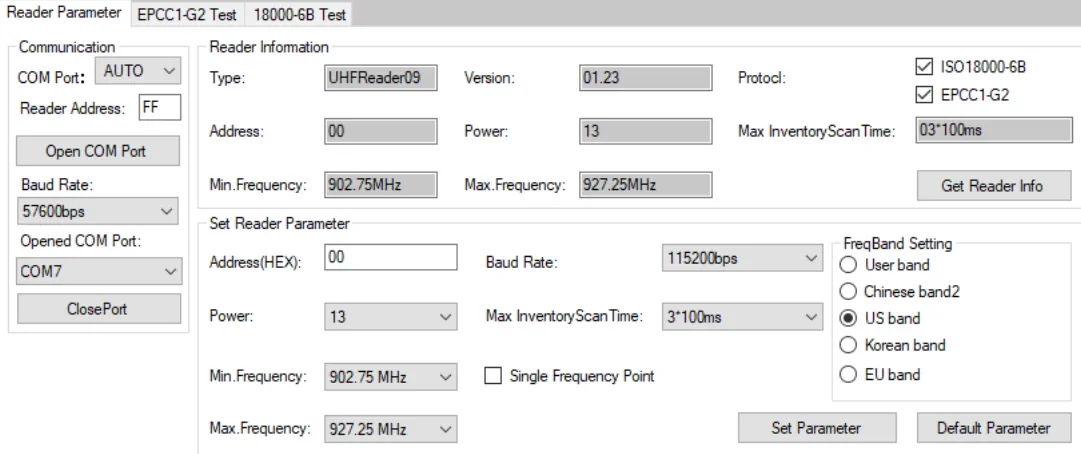 Reader Parameter EPCC1-G2 Test 18000-6B Test
Communication
COM Port: AUTO
Reader Address: FF
Open COM Port
Baud Rate:
57600bps
Opened COM Port:
COM7
ClosePort
Reader Information
Type: UHFReader09 Version: 01.23 Protocl: ISO18000-6B
EPCC1-G2
Address: 00 Power: 13 Max InventoryScanTime: 03*100ms
Min.Frequency: 902.75MHz Max.Frequency: 927.25MHz Get Reader Info
Set Reader Parameter
Address(HEX): 00 Baud Rate: 115200bps
Power: 13 Max InventoryScanTime: 3*100ms
Min.Frequency: 902.75 MHz Single Frequency Point
Max.Frequency: 927.25 MHz
FreqBand Setting
User band
Chinese band2
US band
Korean band
EU band
Set Parameter Default Parameter